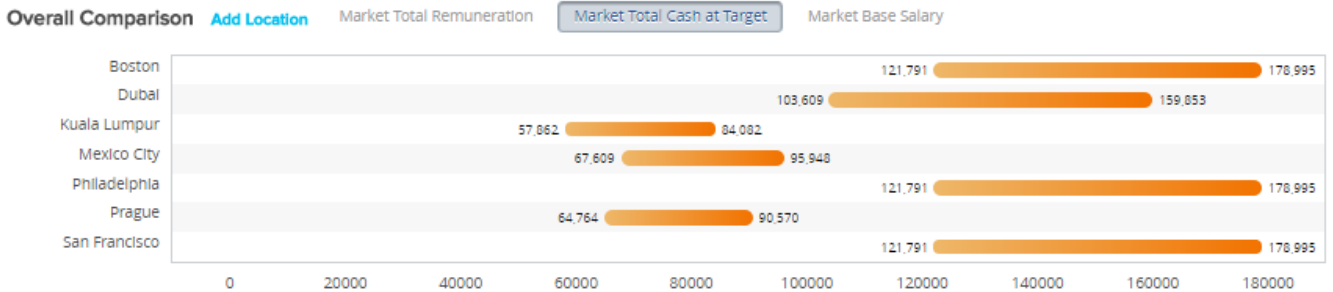 Overall Comparison Add Location Market Total Remuneration Market Total Cash at Target Market Base Salary
Boston 121,791 178,995
Dubai 103,609 159,853
Kuala Lumpur 57,862 84,082
Mexico City 67,609 95,948
Philadelphia 121,791 178,995
Prague 64,764 90,570
San Francisco 121,791 178,995
0 20000 40000 60000 80000 100000 120000 140000 160000 180000